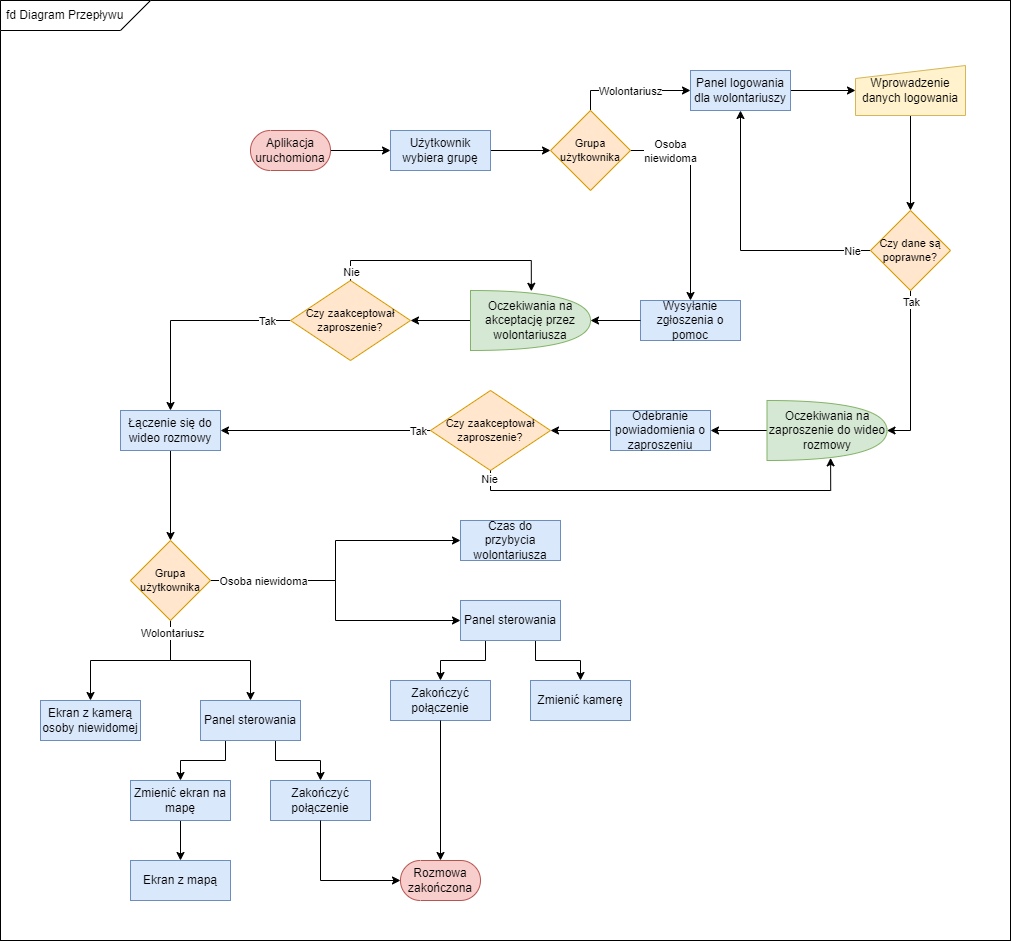 fd Diagram Przepływu
Wolontariusz
Panel logowania
dla wolontariuszy
Wprowadzenie
danych logowania
Aplikacja
uruchomiona
Użytkownik
wybiera grupę
Grupa
użytkownika
Osoba
niewidoma
Nie
Czy dane są
poprawne?
Tak
Nie
Czy zaakceptował
zaproszenie?
Tak
Oczekiwania na
akceptację przez
wolontariusza
Wysyłanie
zgłoszenia o
pomoc
Łączenie się do
wideo rozmowy
Tak
Czy zaakceptował
zaproszenie?
Nie
Odebranie
powiadomienia o
zaproszeniu
Oczekiwania na
zaproszenie do wideo
rozmowy
Czas do
przybycia
wolontariusza
Grupa
użytkownika
Osoba niewidoma
Wolontariusz
Panel sterowania
Zakończyć
połączenie
Zmienić kamerę
Ekran z kamerą
osoby niewidomej
Panel sterowania
Zmienić ekran na
mapę
Zakończyć
połączenie
Ekran z mapą
Rozmowa
zakończona